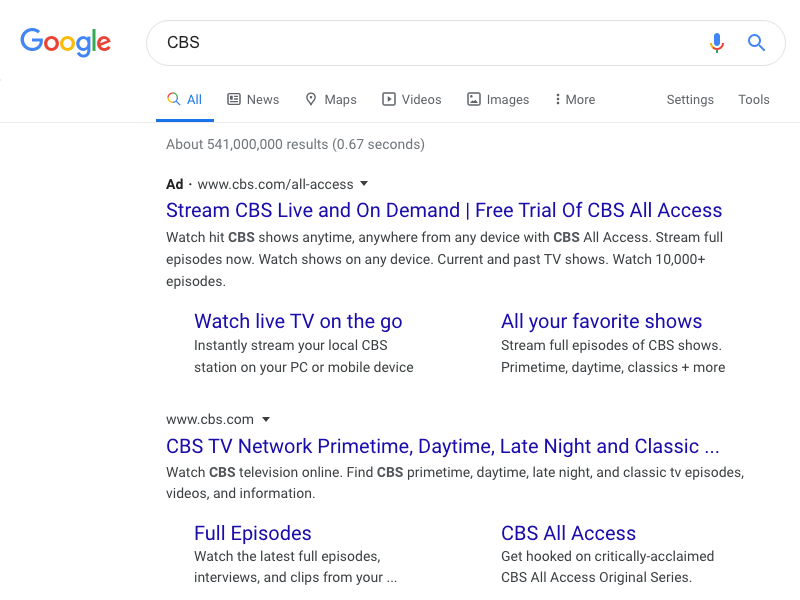 Google
CBS
All News Maps Videos Images More Settings Tools
About 541,000,000 results (0.67 seconds)
Ad · www.cbs.com/all-access
Stream CBS Live and On Demand | Free Trial Of CBS All Access
Watch hit CBS shows anytime, anywhere from any device with CBS All Access. Stream full
episodes now. Watch shows on any device. Current and past TV shows. Watch 10,000+
episodes.
Watch live TV on the go
Instantly stream your local CBS
station on your PC or mobile device
All your favorite shows
Stream full episodes of CBS shows.
Primetime, daytime, classics + more
www.cbs.com
CBS TV Network Primetime, Daytime, Late Night and Classic ...
Watch CBS television online. Find CBS primetime, daytime, late night, and classic tv episodes,
videos, and information.
Full Episodes
Watch the latest full episodes,
interviews, and clips from your ...
CBS All Access
Get hooked on critically-acclaimed
CBS All Access Original Series.